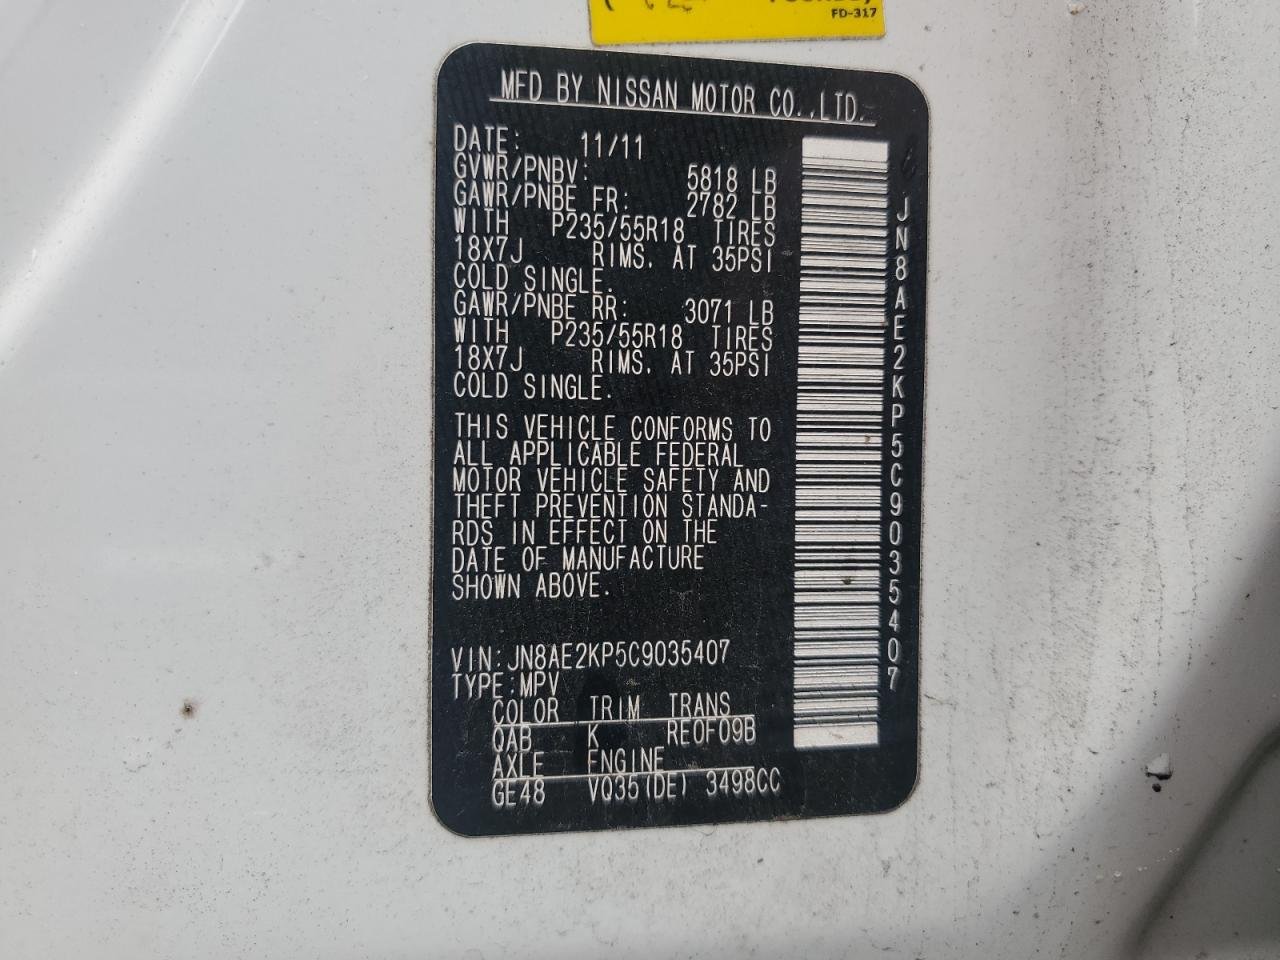 FD-317
MFD BY NISSAN MOTOR CO.,LTD.
DATE: 11/11
GVWR/PNBV: 5818 LB
GAWR/PNBE FR: 2782 LB
WITH P235/55R18 TIRES
18X7J RIMS. AT 35PSI
COLD SINGLE.
GAWR/PNBE RR: 3071 LB
WITH P235/55R18 TIRES
18X7J RIMS. AT 35PSI
COLD SINGLE.
THIS VEHICLE CONFORMS TO
ALL APPLICABLE FEDERAL
MOTOR VEHICLE SAFETY AND
THEFT PREVENTION STANDA-
RDS IN EFFECT ON THE
DATE OF MANUFACTURE
SHOWN ABOVE.
VIN:JN8AE2KP5C9035407
TYPE:MPV
COLOR TRIM TRANS
QAB K RE0F09B
AXLE ENGINE
GE48 VQ35(DE) 3498CC
JN8AE2KP5C9035407